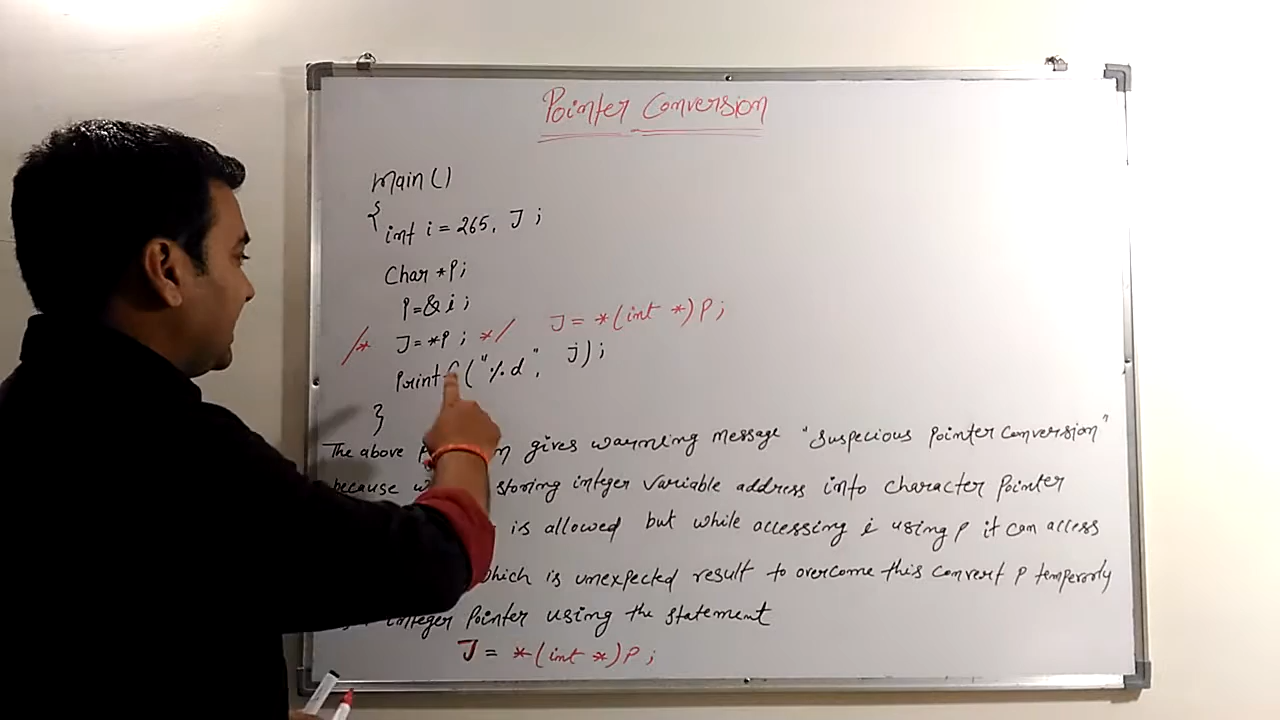 Pointer Conversion
main ()
{
int i = 265, J ;
Char *P;
P=&i ;
/* J= *P ; */ J= *(int *)P;
Printf("%d", j);
}
The above gives warnning message "Suspecious Pointer Conversion"
because storing integer variable address into character Pointer
is allowed but while accessing i using P it can access
which is unexpected result to overcome this convert P temperorly
integer Pointer using the statement
J = *(int *)P ;